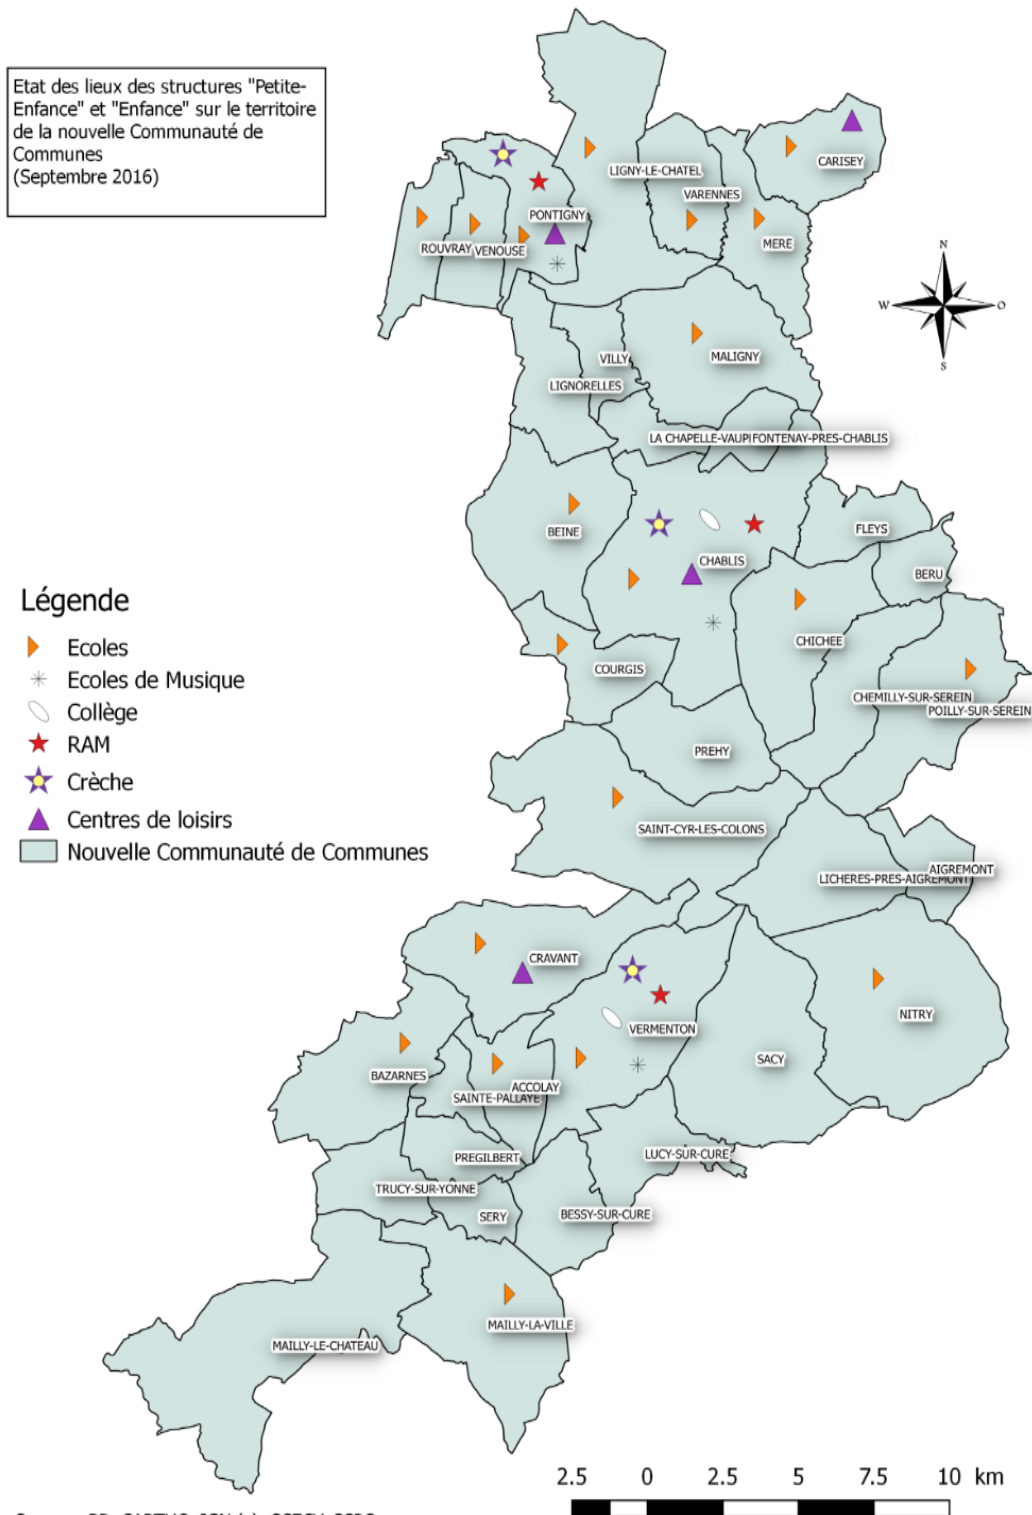 Etat des lieux des structures "Petite-
Enfance" et "Enfance" sur le territoire
de la nouvelle Communauté de
Communes
(Septembre 2016)
CARISEY
LIGNY-LE-CHATEL
VARENNES
PONTIGNY
MERE
ROUVRAY
VENOUSE
N
W
O
S
VILLY
MALIGNY
LIGNORELLES
LA CHAPELLE-VAUPI
FONTENAY-PRES-CHABLIS
BEINE
FLEYS
CHABLIS
BERU
CHICHEE
COURGIS
CHEMILLY-SUR-SEREIN
POILLY-SUR-SEREIN
PREHY
SAINT-CYR-LES-COLONS
AIGREMONT
LICHERES-PRES-AIGREMONT
Légende
Ecoles
Ecoles de Musique
Collège
RAM
Crèche
Centres de loisirs
Nouvelle Communauté de Communes
CRAVANT
NITRY
VERMENTON
SACY
BAZARNES
ACCOLAY
SAINTE-PALLAYE
LUCY-SUR-CURE
PREGILBERT
TRUCY-SUR-YONNE
SERY
BESSY-SUR-CURE
MAILLY-LA-VILLE
MAILLY-LE-CHATEAU
2.5 0 2.5 5 7.5 10 km